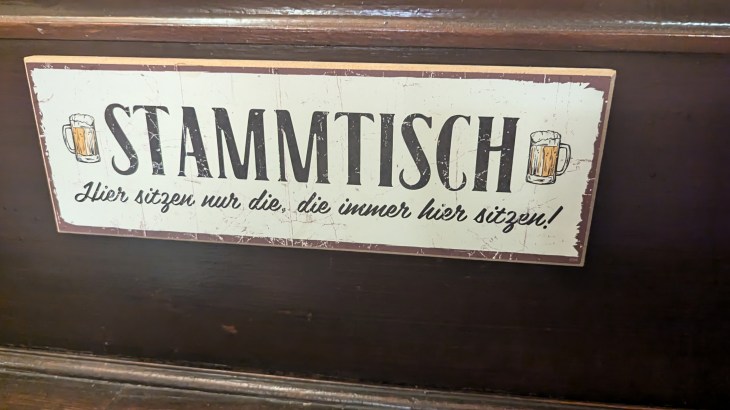 STAMMTISCH
Hier sitzen nur die, die immer hier sitzen!